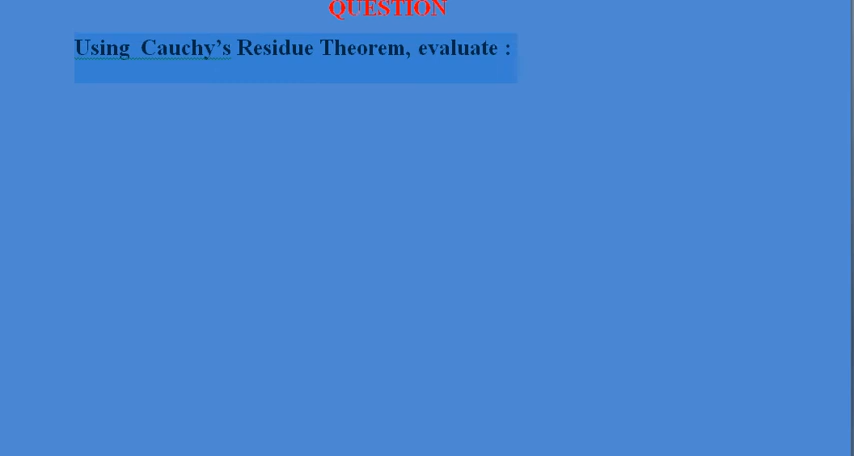 QUESTION
Using Cauchy’s Residue Theorem, evaluate :